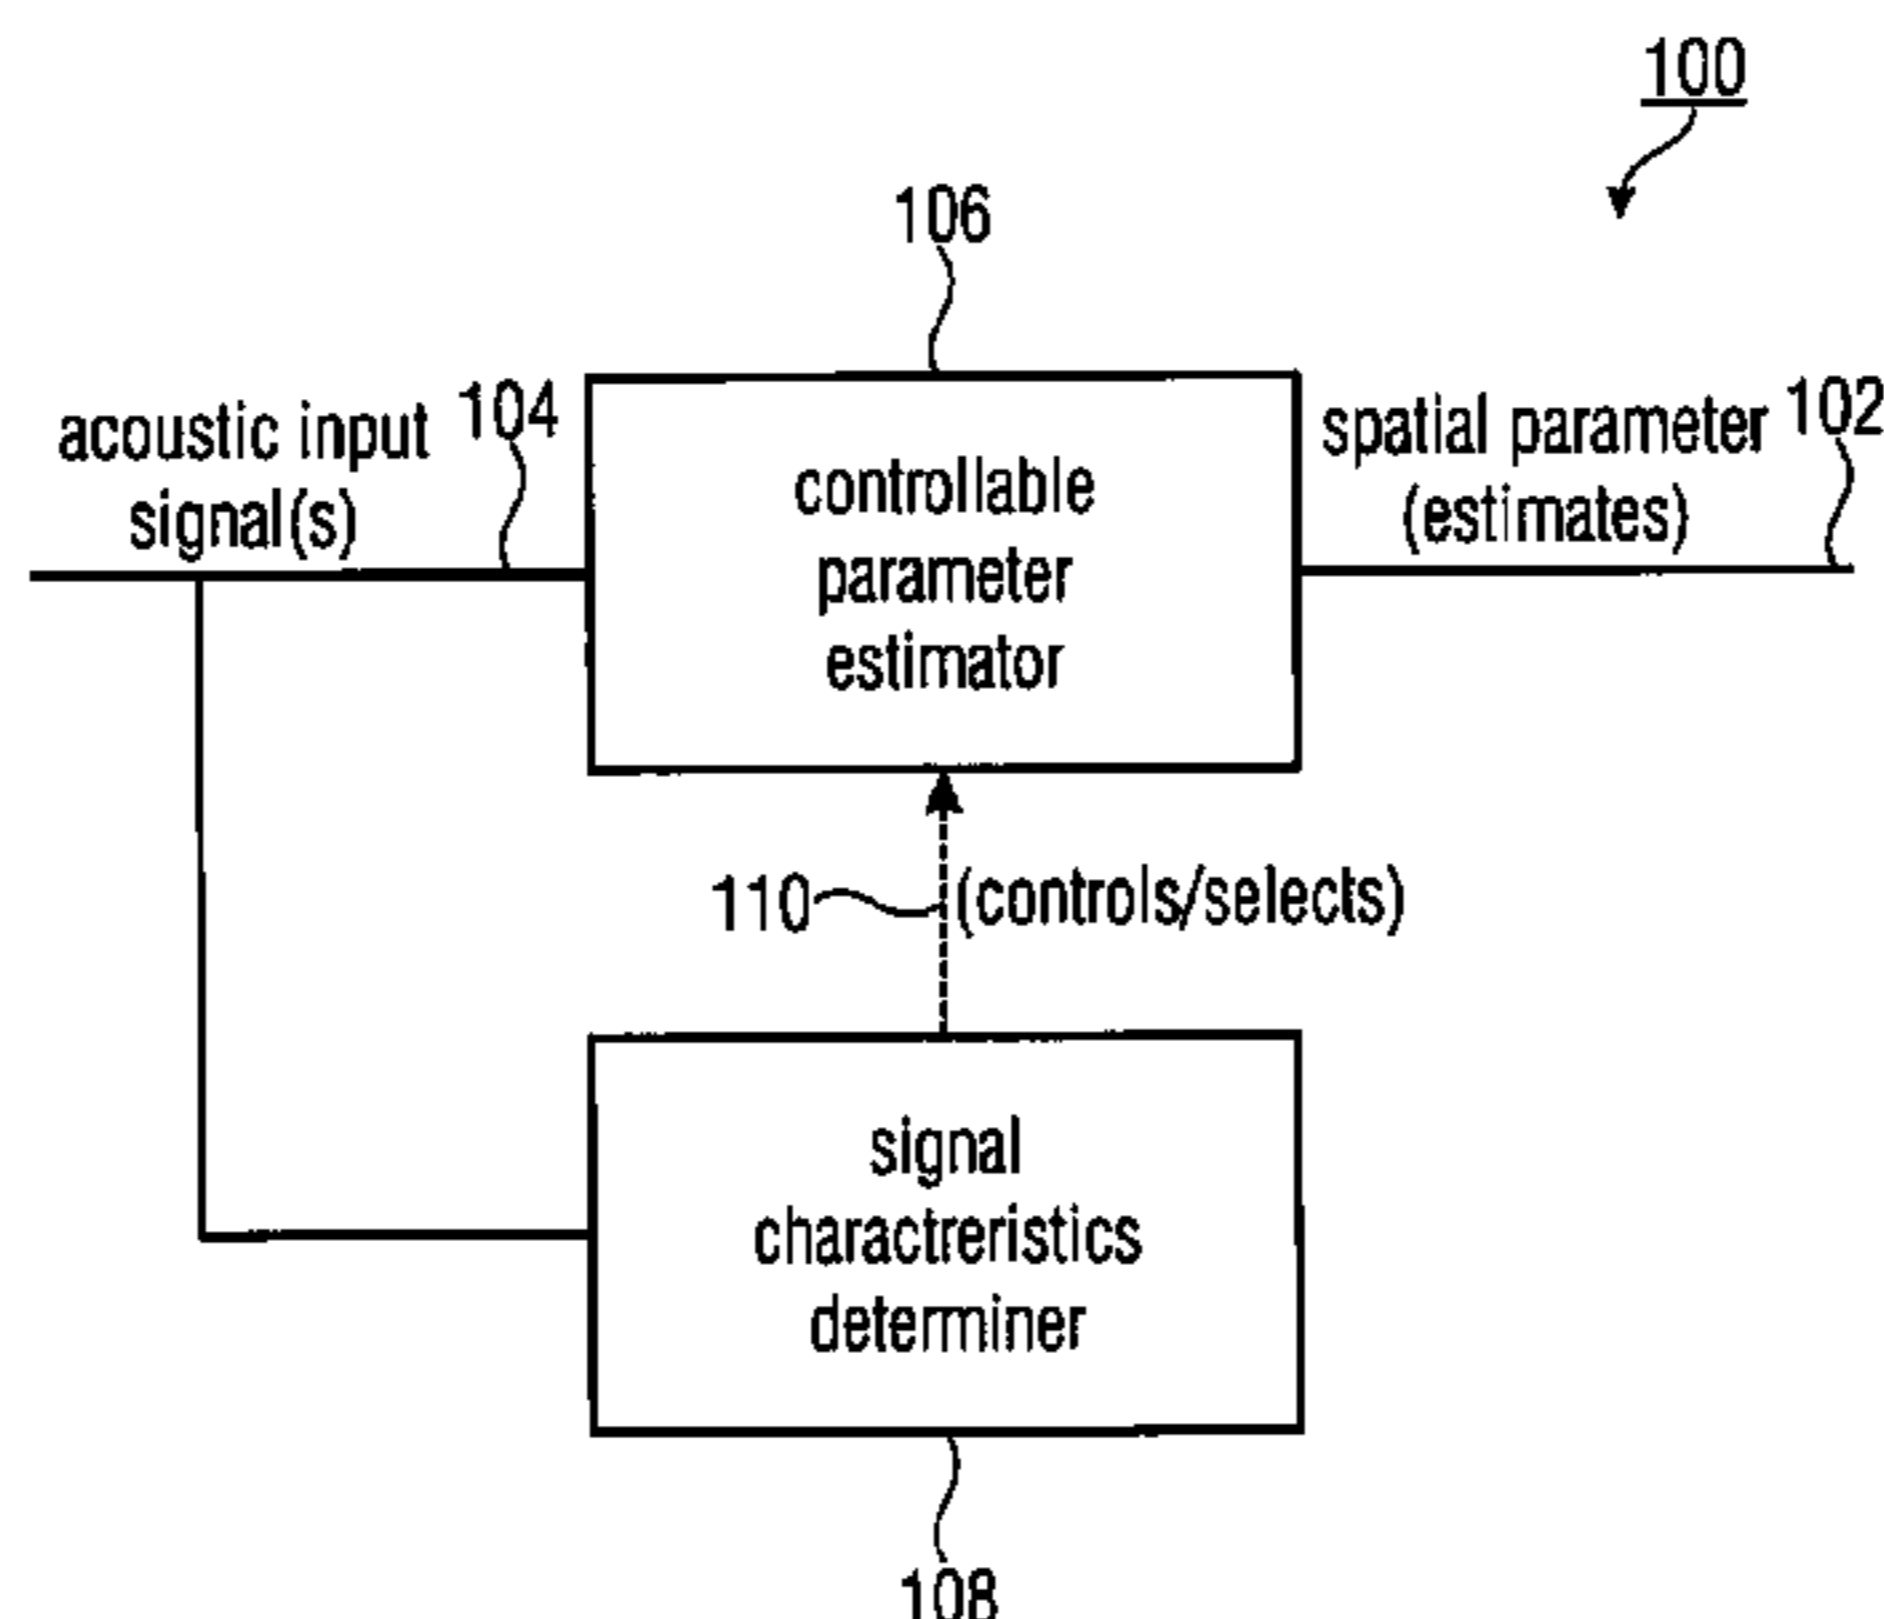 100
106
acoustic input 104
signal(s)
controllable
parameter
estimator
spatial parameter 102
(estimates)
110 (controls/selects)
signal
charactreristics
determiner
108